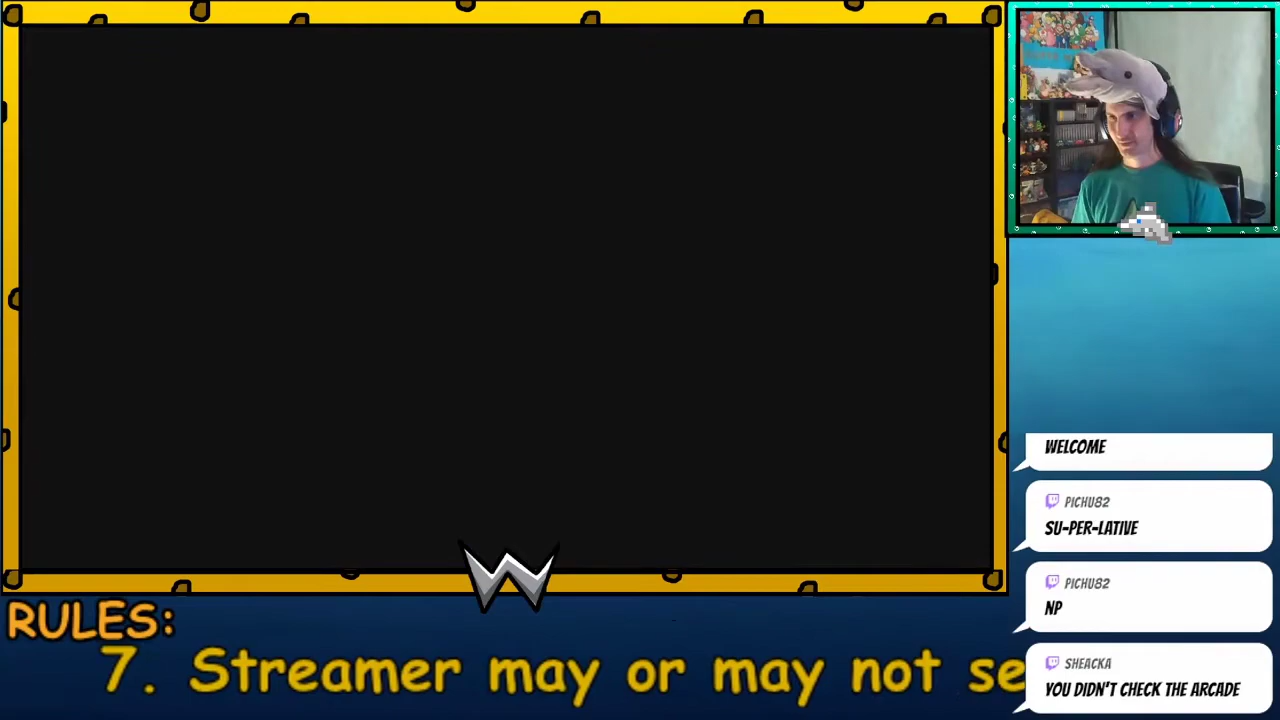 WELCOME
PICHU82
SU-PER-LATIVE
PICHU82
NP
SHEACKA
YOU DIDN'T CHECK THE ARCADE
W
RULES:
7. Streamer may or may not se